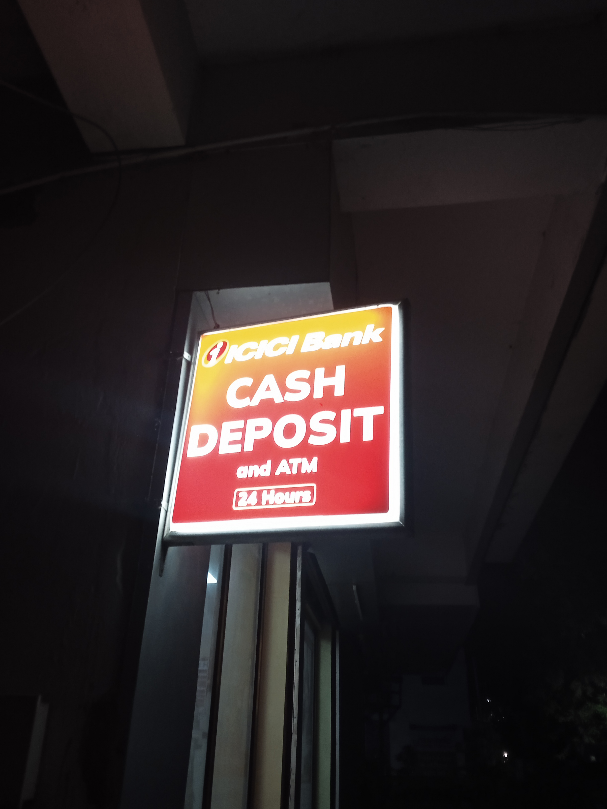 ICICI Bank
CASH
DEPOSIT
and ATM
24 Hours